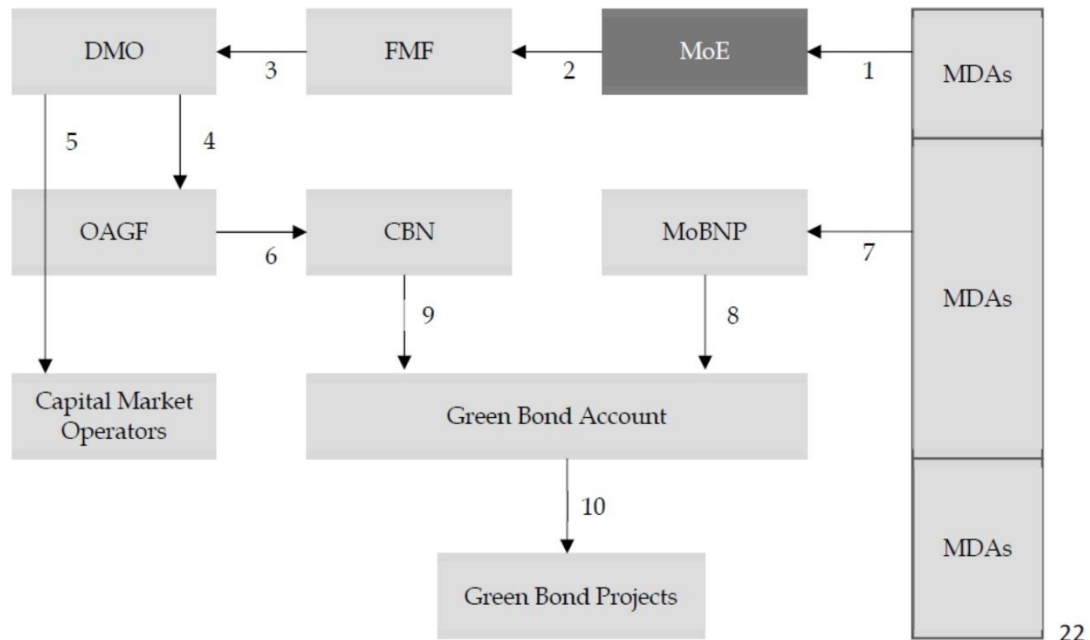 DMO
3
FMF
2
MoE
1
MDAs
5
4
OAGF
6
CBN
MoBNP
7
MDAs
9
8
Capital Market
Operators
Green Bond Account
10
MDAs
Green Bond Projects
22